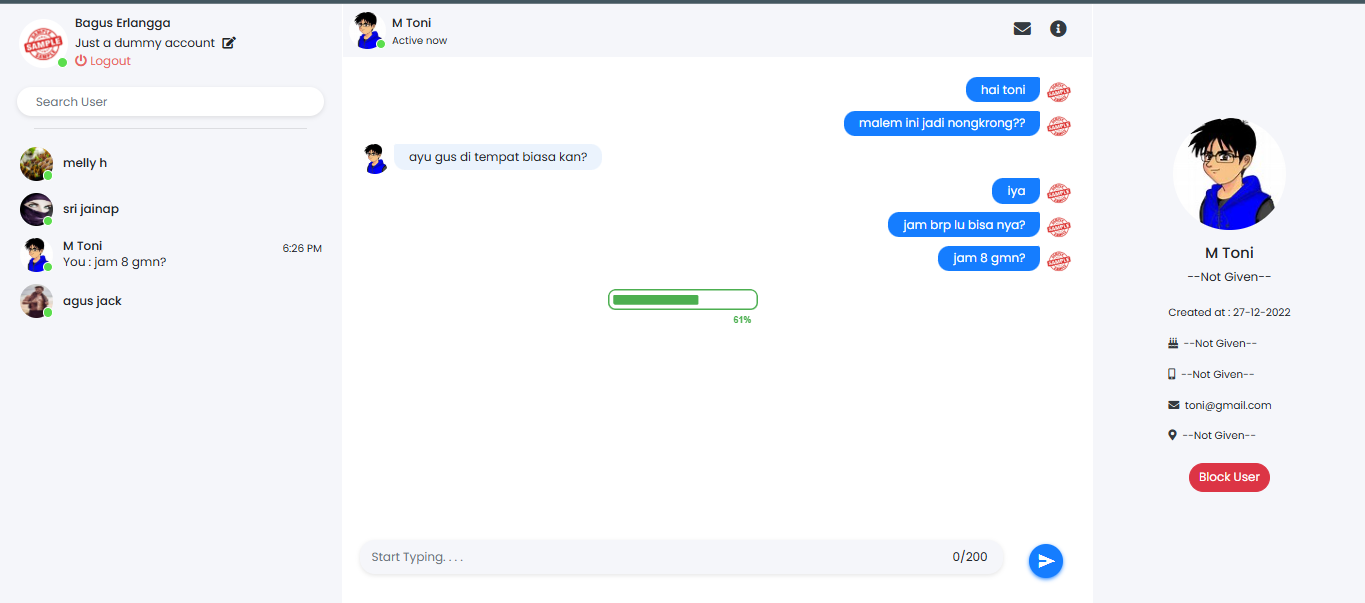 Bagus Erlangga
Just a dummy account
Logout
SAMPLE
Search User
melly h
sri jainap
M Toni
6:26 PM
You : jam 8 gmn?
agus jack
M Toni
Active now
hai toni
malem ini jadi nongkrong??
ayu gus di tempat biasa kan?
iya
jam brp lu bisa nya?
jam 8 gmn?
61%
Start Typing. . . .
0/200
M Toni
--Not Given--
Created at : 27-12-2022
--Not Given--
--Not Given--
toni@gmail.com
--Not Given--
Block User